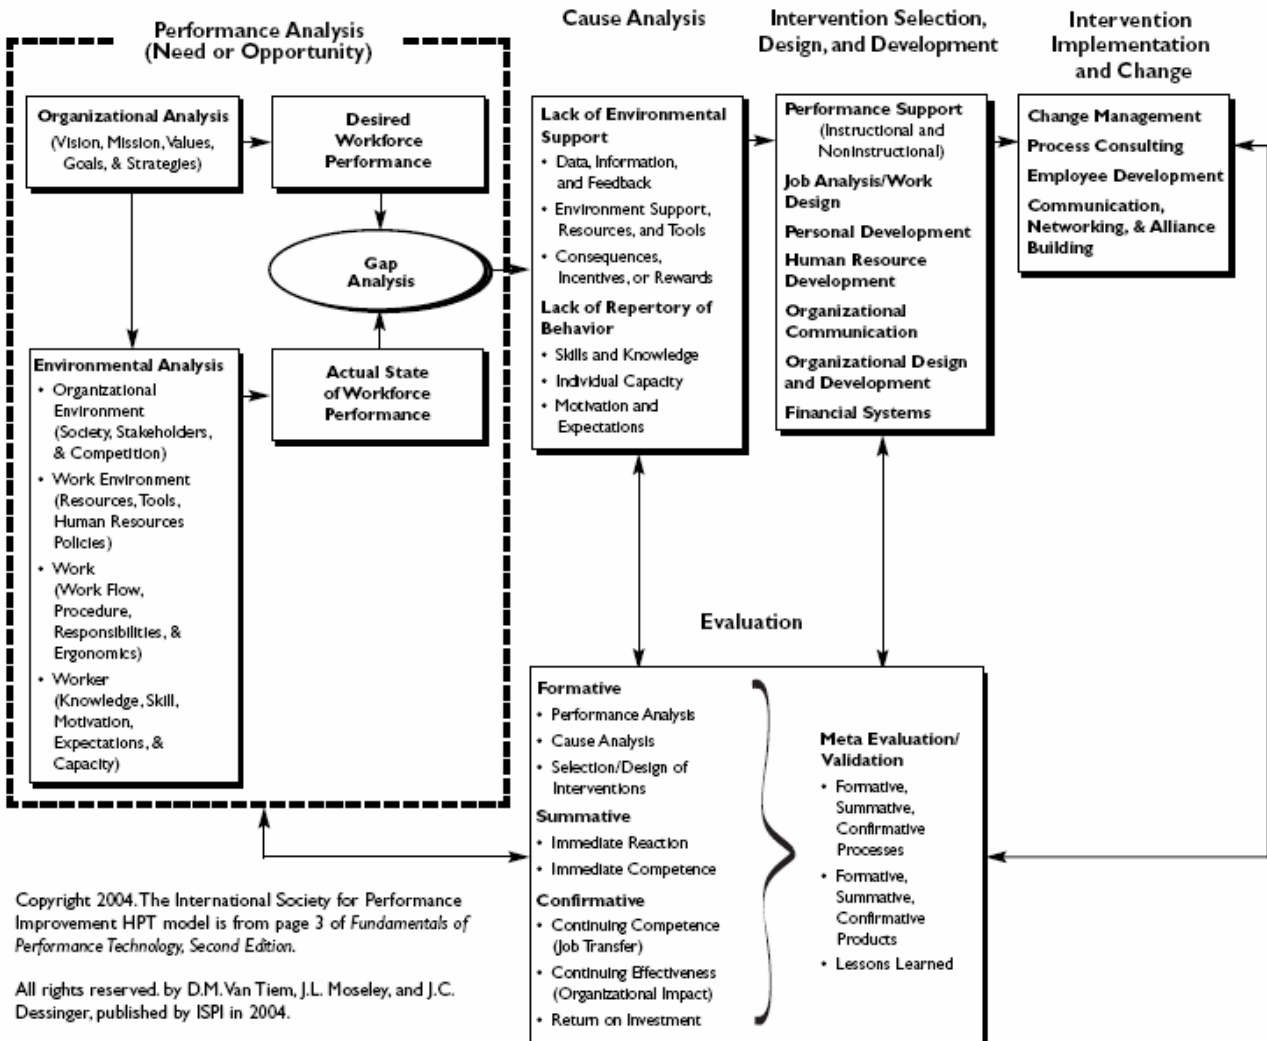 Performance Analysis
(Need or Opportunity)
Organizational Analysis
(Vision, Mission, Values,
Goals, & Strategies)
Desired
Workforce
Performance
Gap
Analysis
Environmental Analysis
• Organizational
Environment
(Society, Stakeholders,
& Competition)
• Work Environment
(Resources, Tools,
Human Resources
Policies)
• Work
(Work Flow,
Procedure,
Responsibilities, &
Ergonomics)
• Worker
(Knowledge, Skill,
Motivation,
Expectations, &
Capacity)
Actual State
of Workforce
Performance
Cause Analysis
Lack of Environmental
Support
• Data, Information,
and Feedback
• Environment Support,
Resources, and Tools
• Consequences,
Incentives, or Rewards
Lack of Repertory of
Behavior
• Skills and Knowledge
• Individual Capacity
• Motivation and
Expectations
Intervention Selection,
Design, and Development
Performance Support
(Instructional and
Noninstructional)
Job Analysis/Work
Design
Personal Development
Human Resource
Development
Organizational
Communication
Organizational Design
and Development
Financial Systems
Intervention
Implementation
and Change
Change Management
Process Consulting
Employee Development
Communication,
Networking, & Alliance
Building
Evaluation
Formative
• Performance Analysis
• Cause Analysis
• Selection/Design of
Interventions
Summative
• Immediate Reaction
• Immediate Competence
Confirmative
• Continuing Competence
(Job Transfer)
• Continuing Effectiveness
(Organizational Impact)
• Return on Investment
Meta Evaluation/
Validation
• Formative,
Summative,
Confirmative
Processes
• Formative,
Summative,
Confirmative
Products
• Lessons Learned
Copyright 2004. The International Society for Performance
Improvement HPT model is from page 3 of Fundamentals of
Performance Technology, Second Edition.
All rights reserved. by D.M. Van Tiem, J.L. Moseley, and J.C.
Dessinger, published by ISPI in 2004.